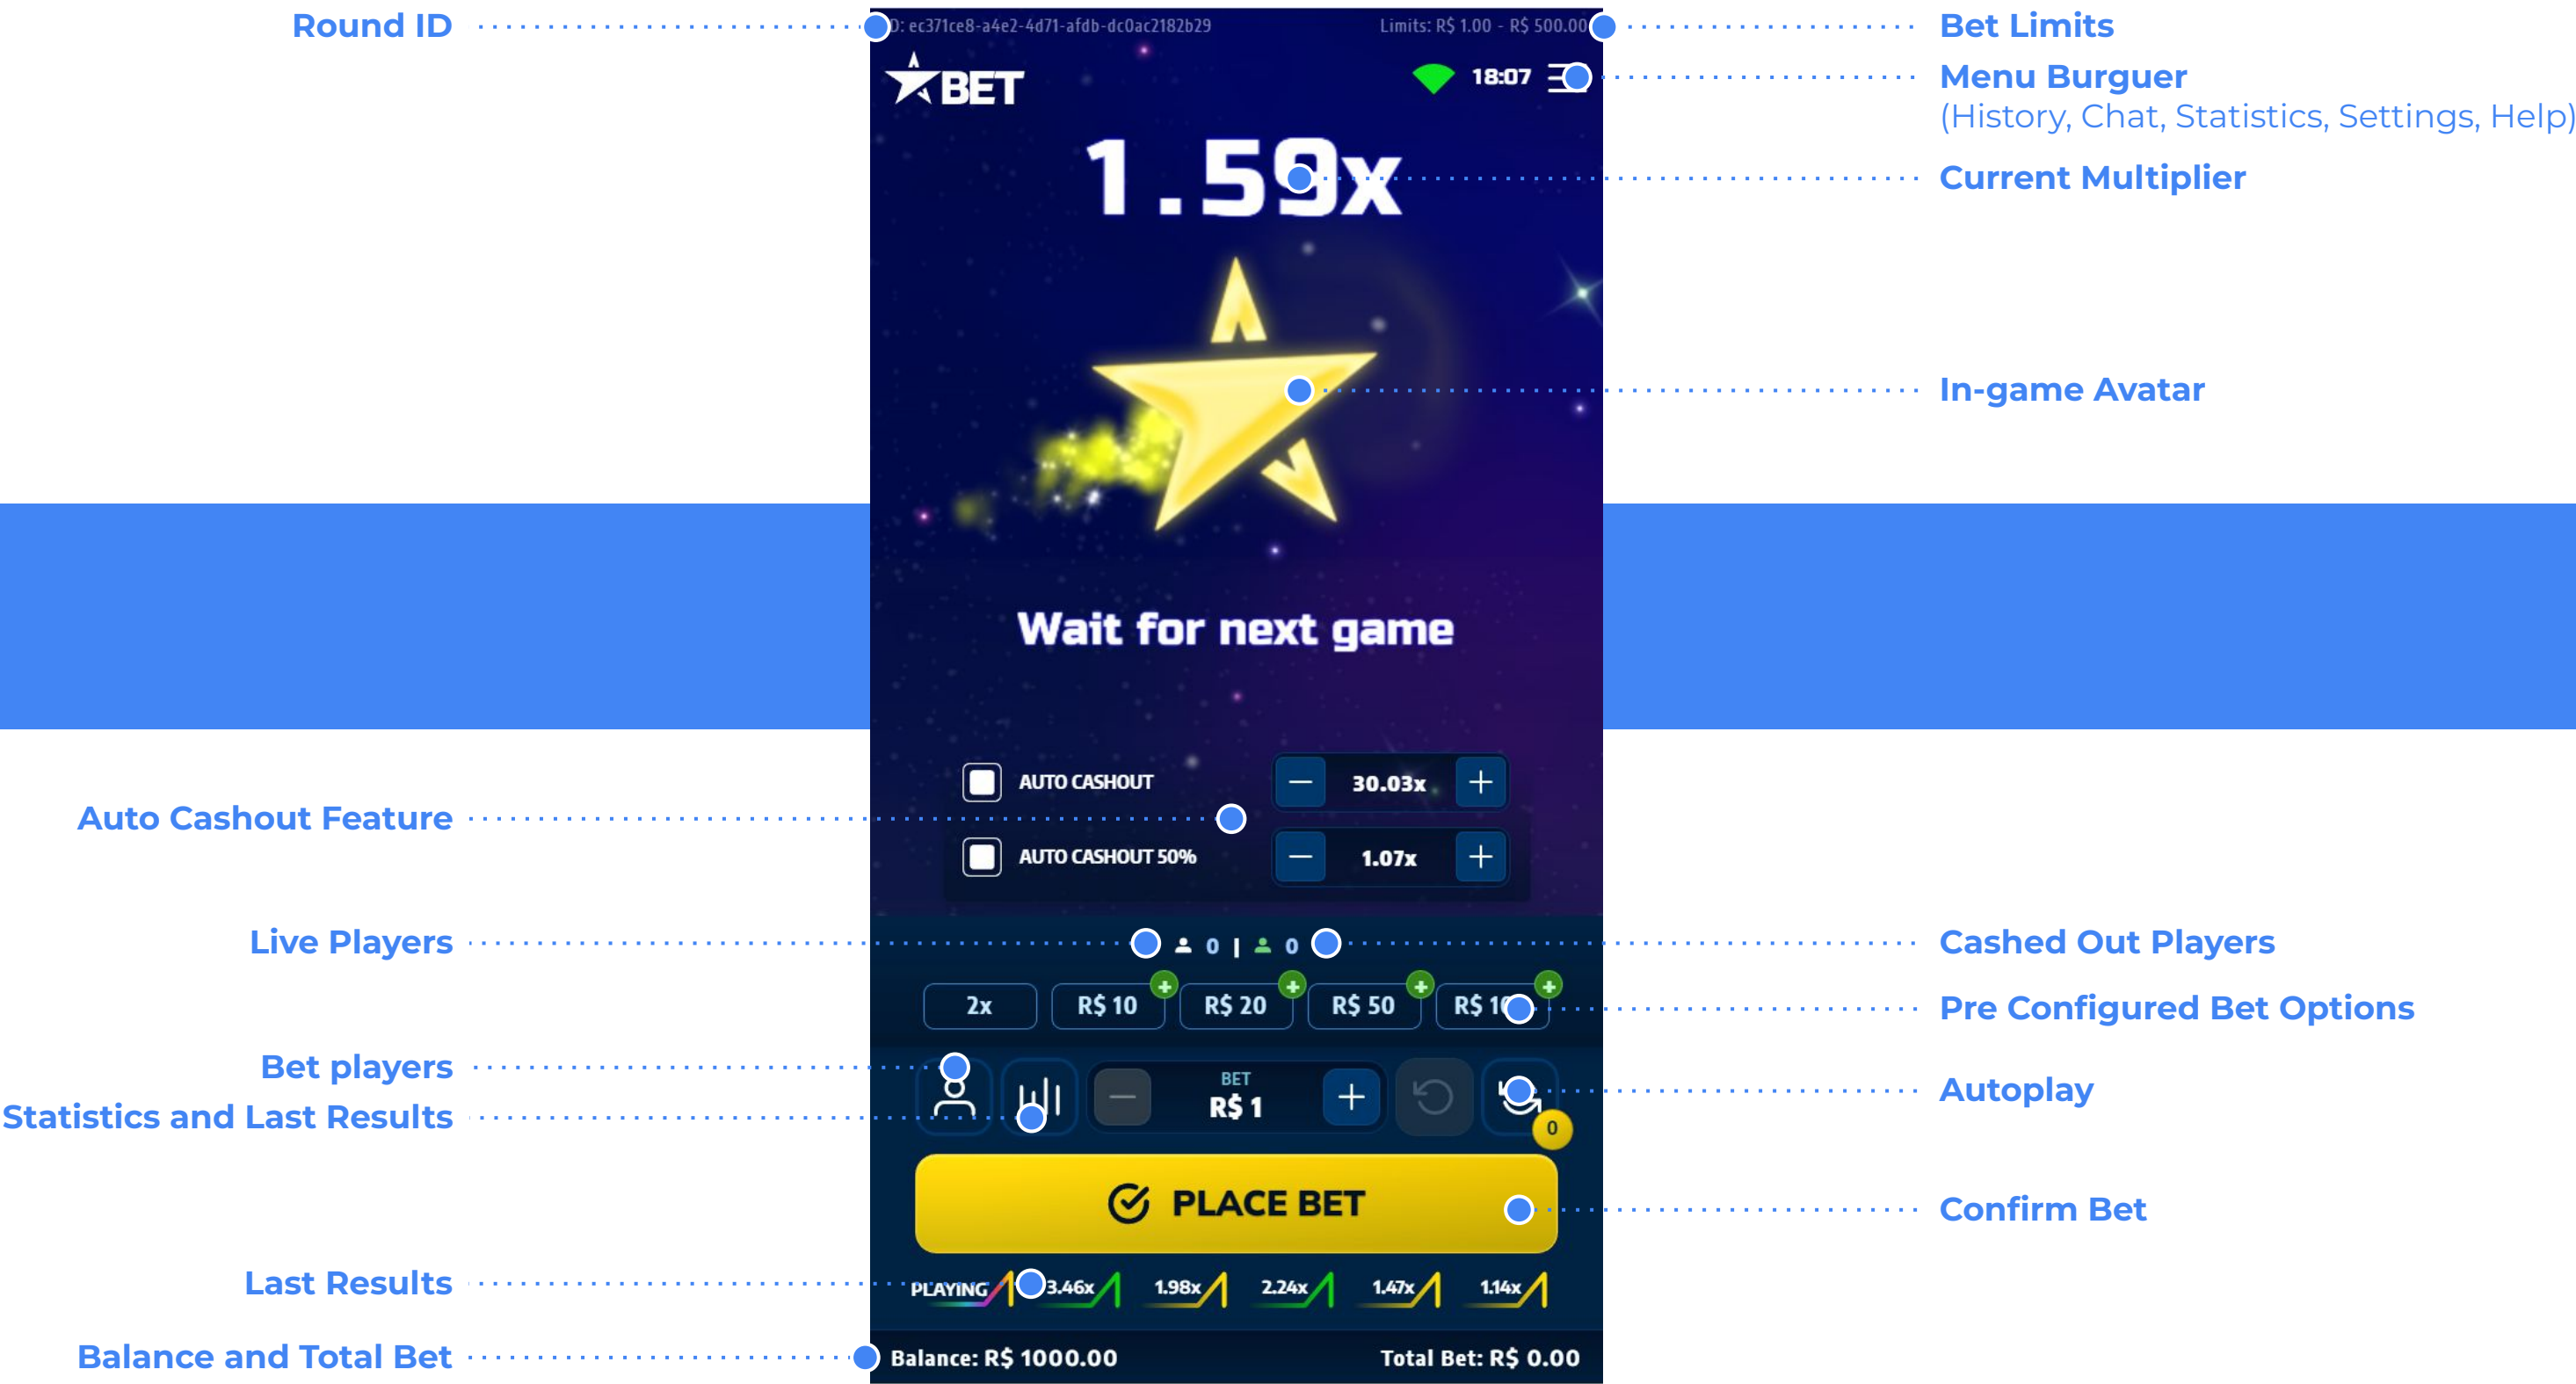 Round ID
D: ec371ce8-a4e2-4d71-afdb-dc0ac2182b29
Limits: R$ 1.00 - R$ 500.00
Bet Limits
BET
18:07
Menu Burguer
(History, Chat, Statistics, Settings, Help)
1.59x
Current Multiplier
In-game Avatar
Wait for next game
AUTO CASHOUT
30.03x
Auto Cashout Feature
AUTO CASHOUT 50%
1.07x
Live Players
0 | 0
Cashed Out Players
2x
R$ 10
R$ 20
R$ 50
Pre Configured Bet Options
Bet players
Statistics and Last Results
BET
R$ 1
Autoplay
0
PLACE BET
Confirm Bet
Last Results
PLAYING
3.46x
1.98x
2.24x
1.47x
1.14x
Balance and Total Bet
Balance: R$ 1000.00
Total Bet: R$ 0.00